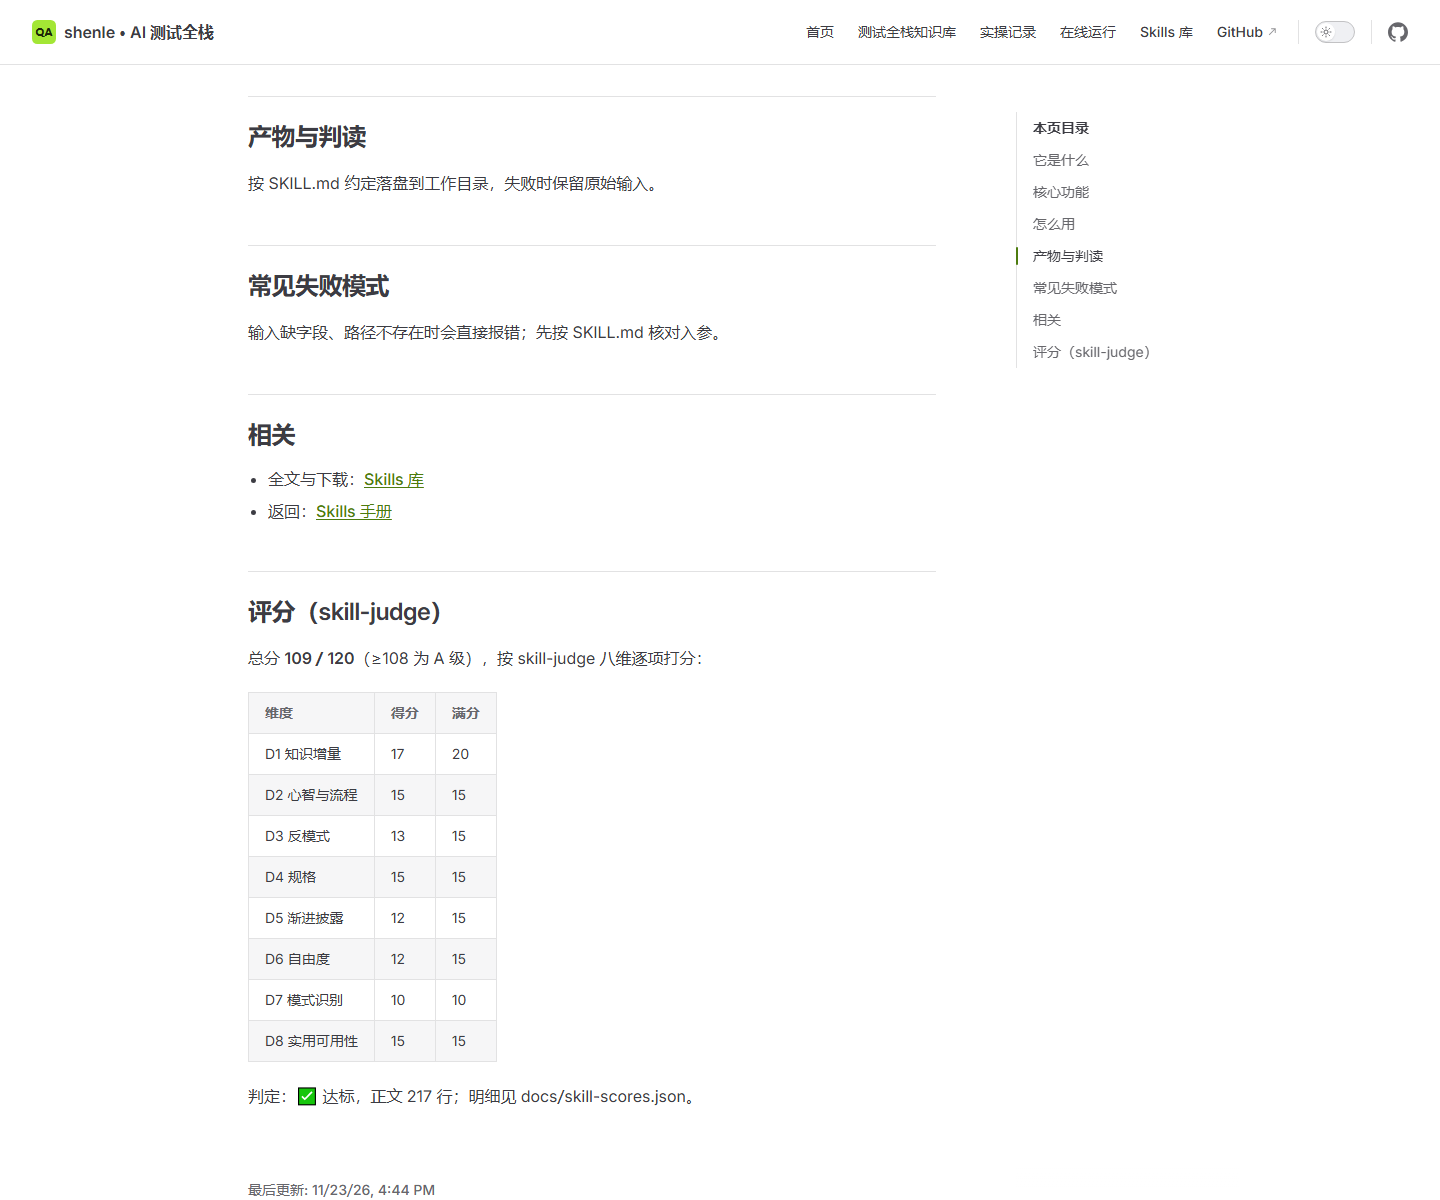 QA shenle • AI 测试全栈
首页 测试全栈知识库 实操记录 在线运行 Skills 库 GitHub ↗
产物与判读
按 SKILL.md 约定落盘到工作目录，失败时保留原始输入。
常见失败模式
输入缺字段、路径不存在时会直接报错；先按 SKILL.md 核对入参。
相关
• 全文与下载：Skills 库
• 返回：Skills 手册
评分（skill-judge）
总分 109 / 120（≥108 为 A 级），按 skill-judge 八维逐项打分：
维度 得分 满分
D1 知识增量 17 20
D2 心智与流程 15 15
D3 反模式 13 15
D4 规格 15 15
D5 渐进披露 12 15
D6 自由度 12 15
D7 模式识别 10 10
D8 实用可用性 15 15
判定：✅ 达标，正文 217 行；明细见 docs/skill-scores.json。
最后更新: 11/23/26, 4:44 PM
本页目录
它是什么
核心功能
怎么用
产物与判读
常见失败模式
相关
评分（skill-judge）